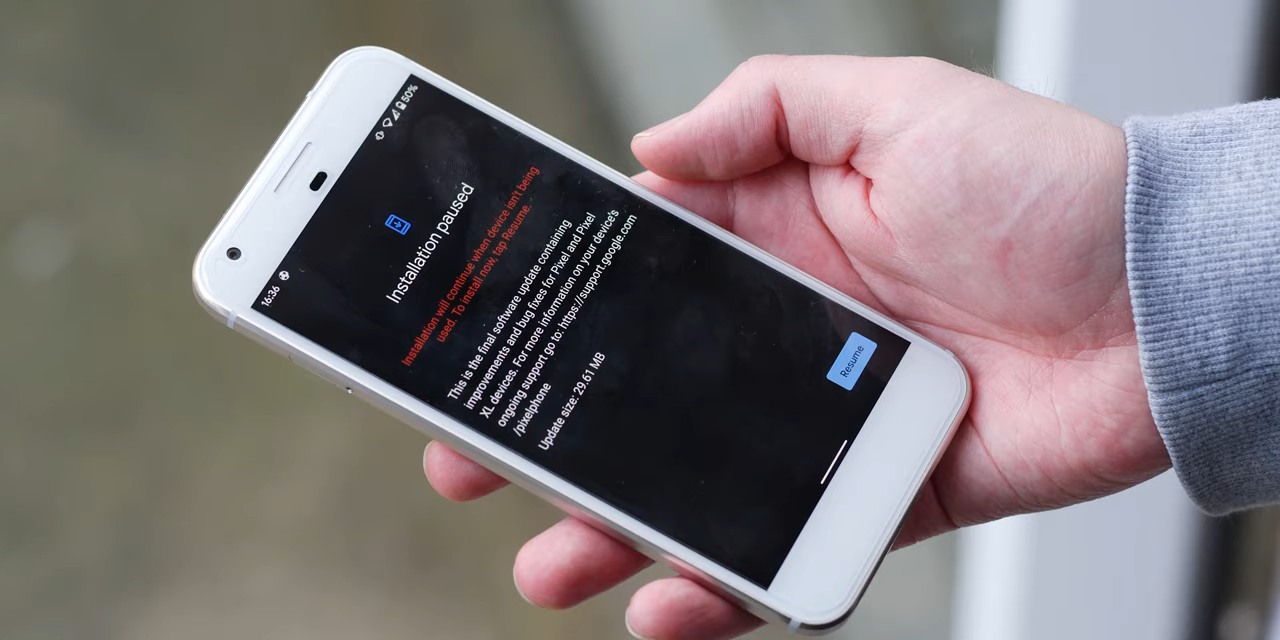 16:36
50%
Installation paused
Installation will continue when device isn't being
used. To install now, tap Resume.
This is the final software update containing
improvements and bug fixes for Pixel and Pixel
XL devices. For more information on your device's
ongoing support go to: https://support.google.com
/pixelphone
Update size: 29.61 MB
Resume